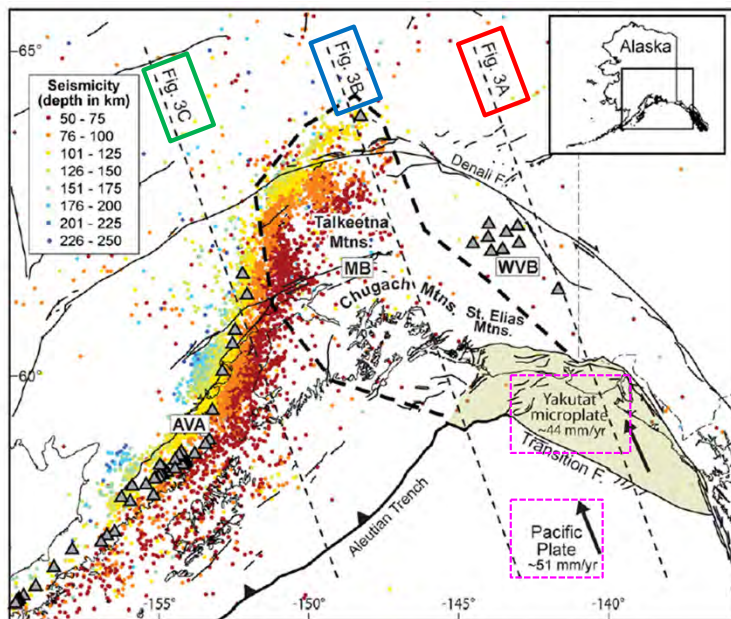 65°
60°
Seismicity
(depth in km)
50 - 75
76 - 100
101 - 125
126 - 150
151 - 175
176 - 200
201 - 225
226 - 250
Fig. 3C
Fig. 3B
Fig. 3A
Alaska
Denali F.
Talkeetna
Mtns.
MB
WVB
Chugach Mtns.
St. Elias
Mtns.
AVA
Yakutat
microplate
~44 mm/yr
Transition F.
Aleutian Trench
Pacific
Plate
~51 mm/yr
-155°
-150°
-145°
-140°